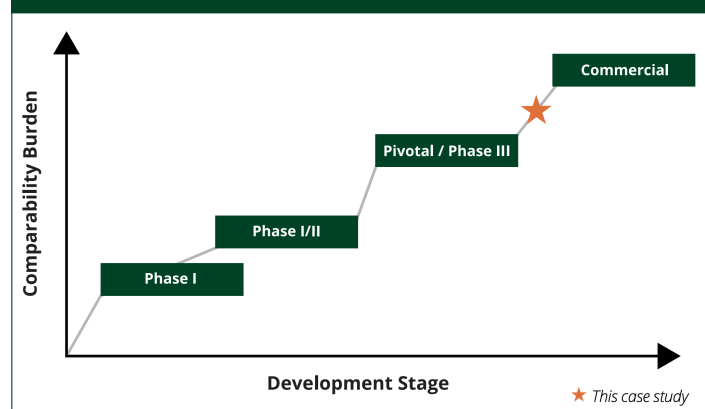 Comparability Burden
Commercial
Pivotal / Phase III
Phase I/II
Phase I
Development Stage
This case study